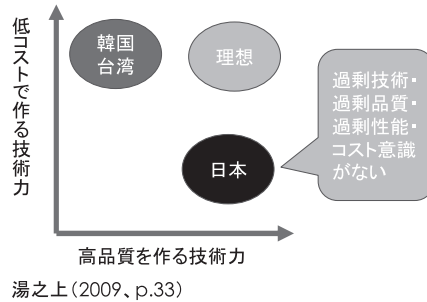 低コストで作る技術力
韓国
台湾
理想
過剰技術・
過剰品質・
過剰性能・
コスト意識
がない
日本
高品質を作る技術力
湯之上(2009、p.33)